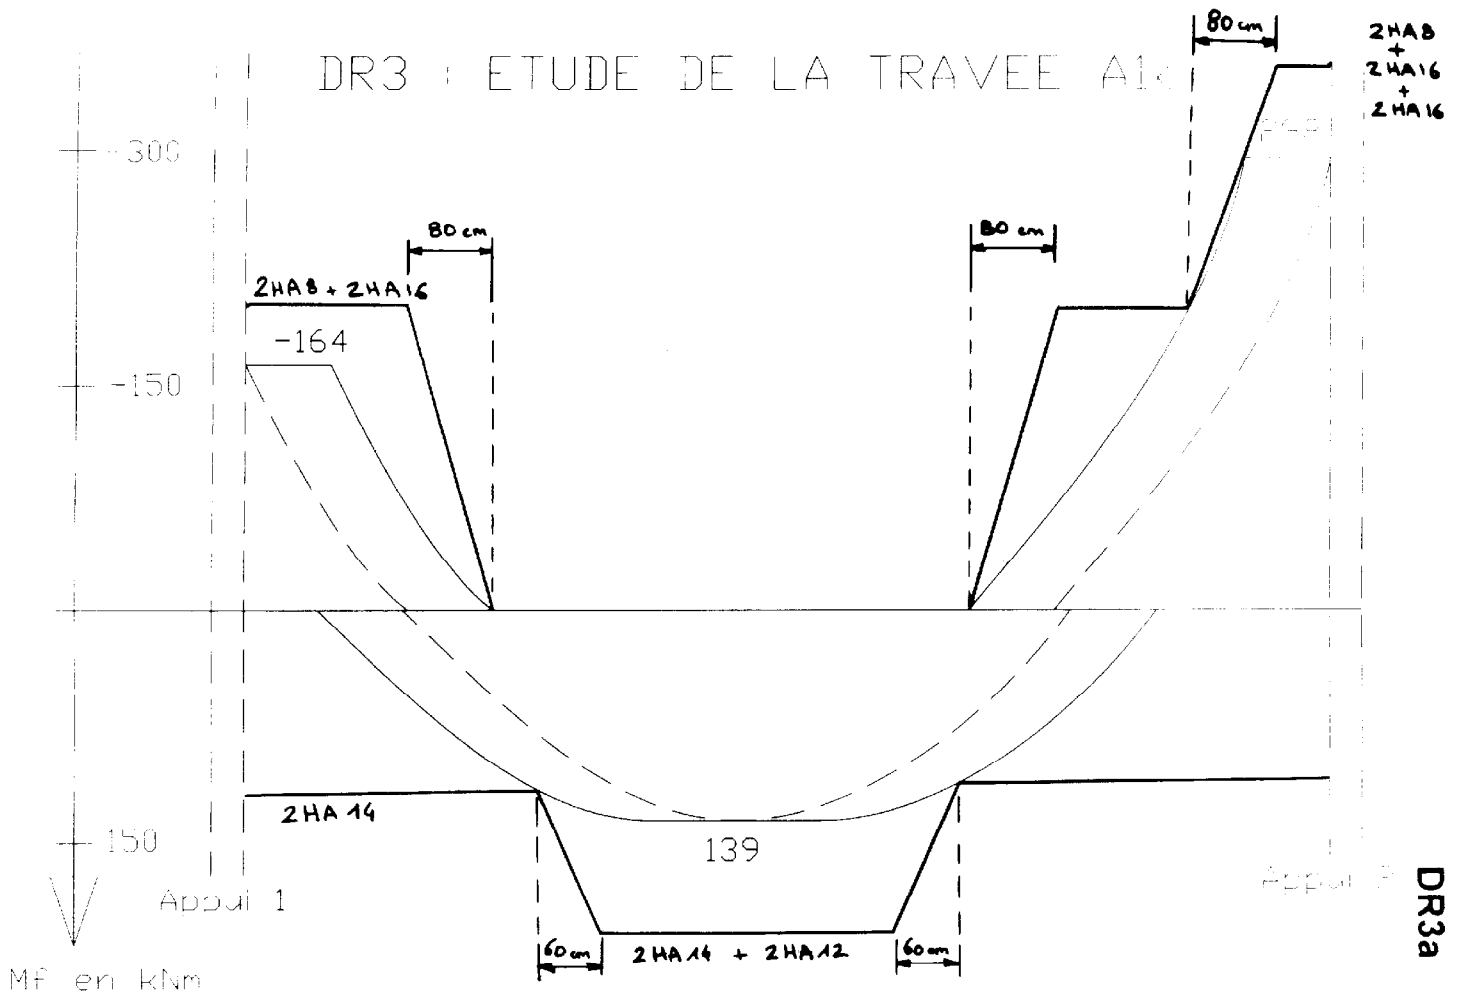 80 cm
2HA8
+
2HA16
+
2HA16
DR3 : ETUDE DE LA TRAVEE
-300
80 cm
80 cm
2HA8 + 2HA16
-164
-150
2HA14
150
139
Appui 1
Appui
DR3a
60 cm
2HA14 + 2HA12
60 cm
Mf en kNm